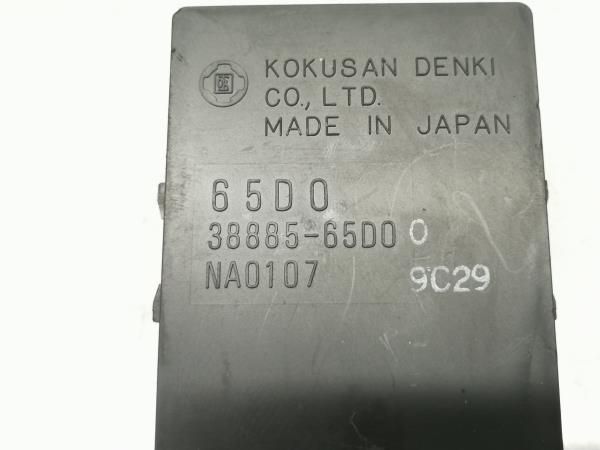 KOKUSAN DENKI
CO., LTD.
MADE IN JAPAN
65D0
38885-65D0 0
NA0107 9C29